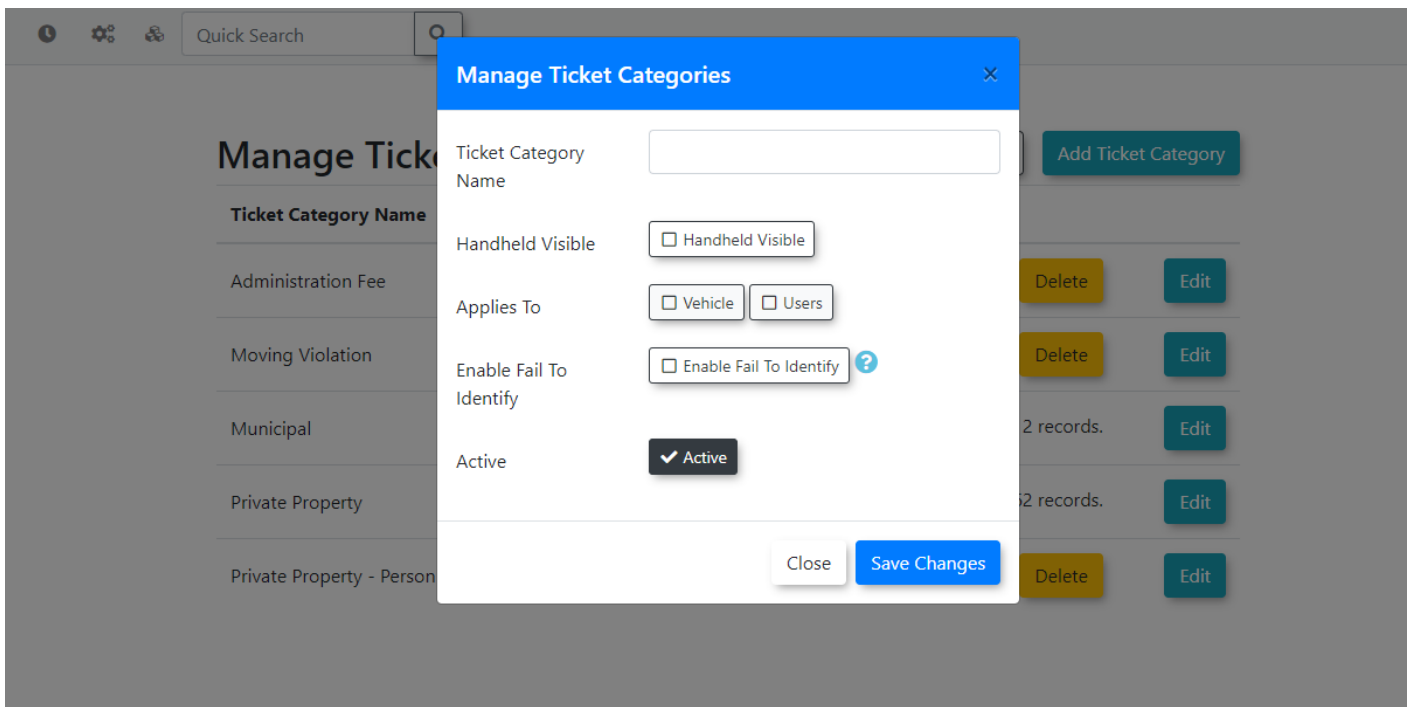 Quick Search
Manage Ticket Categories
×
Manage Tick
Add Ticket Category
Ticket Category Name
Ticket Category
Name
Handheld Visible
Handheld Visible
Applies To
Vehicle
Users
Enable Fail To
Identify
Enable Fail To Identify
?
Active
Active
Close
Save Changes
Administration Fee
Delete
Edit
Moving Violation
Delete
Edit
Municipal
2 records.
Edit
Private Property
records.
Edit
Private Property - Person
Delete
Edit